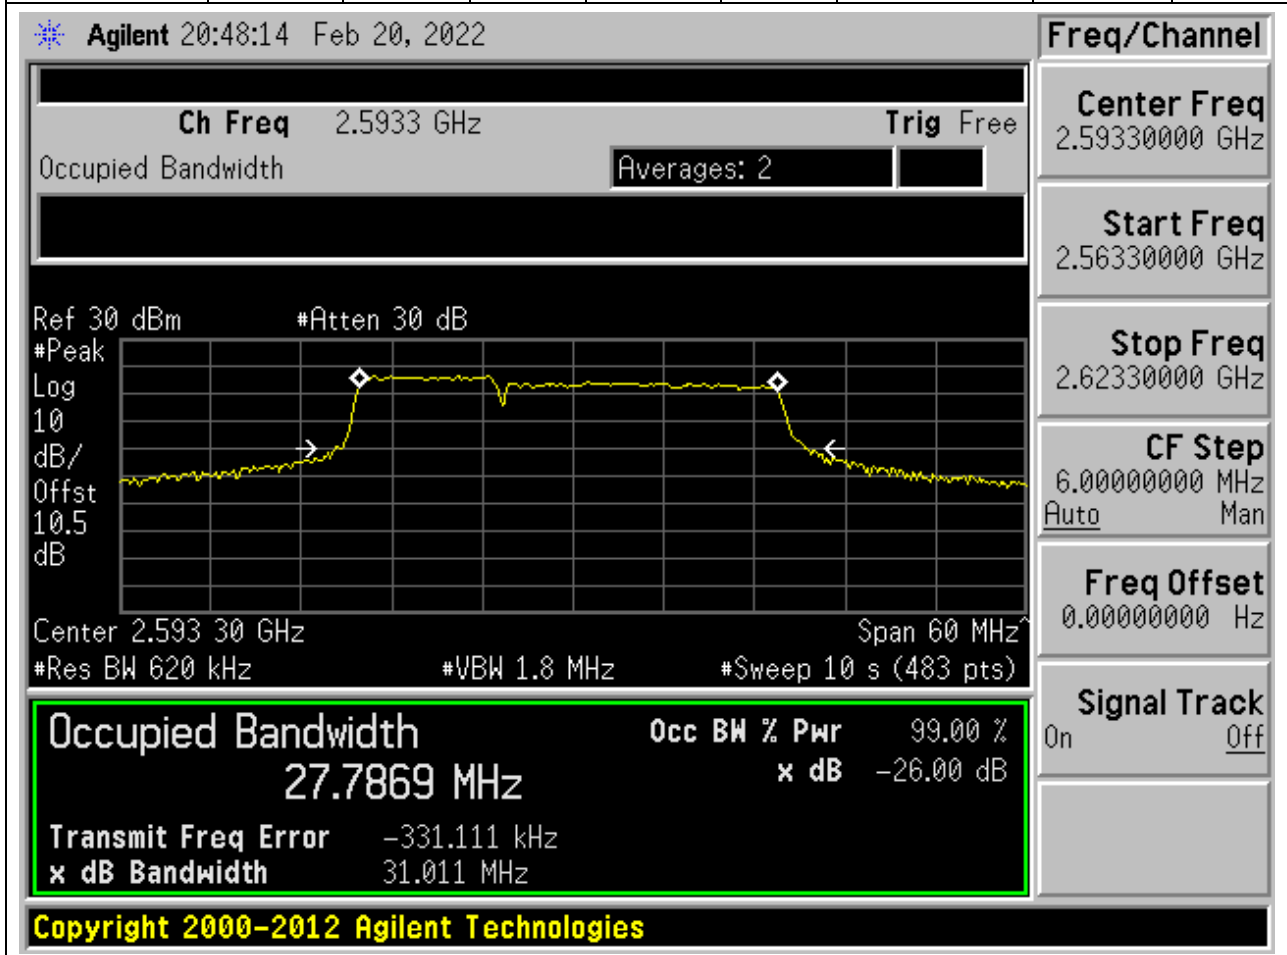 Agilent 20:48:14 Feb 20, 2022
Freq/Channel
Ch Freq 2.5933 GHz Trig Free
Occupied Bandwidth Averages: 2
Center Freq
2.59330000 GHz
Start Freq
2.56330000 GHz
Stop Freq
2.62330000 GHz
CF Step
6.00000000 MHz
Auto Man
Freq Offset
0.00000000 Hz
Signal Track
On Off
Ref 30 dBm #Atten 30 dB
#Peak
Log
10
dB/
Offst
10.5
dB
Center 2.593 30 GHz Span 60 MHz^
#Res BW 620 kHz #VBW 1.8 MHz #Sweep 10 s (483 pts)
Occupied Bandwidth Occ BW % Pwr 99.00 %
27.7869 MHz x dB -26.00 dB
Transmit Freq Error -331.111 kHz
x dB Bandwidth 31.011 MHz
Copyright 2000-2012 Agilent Technologies